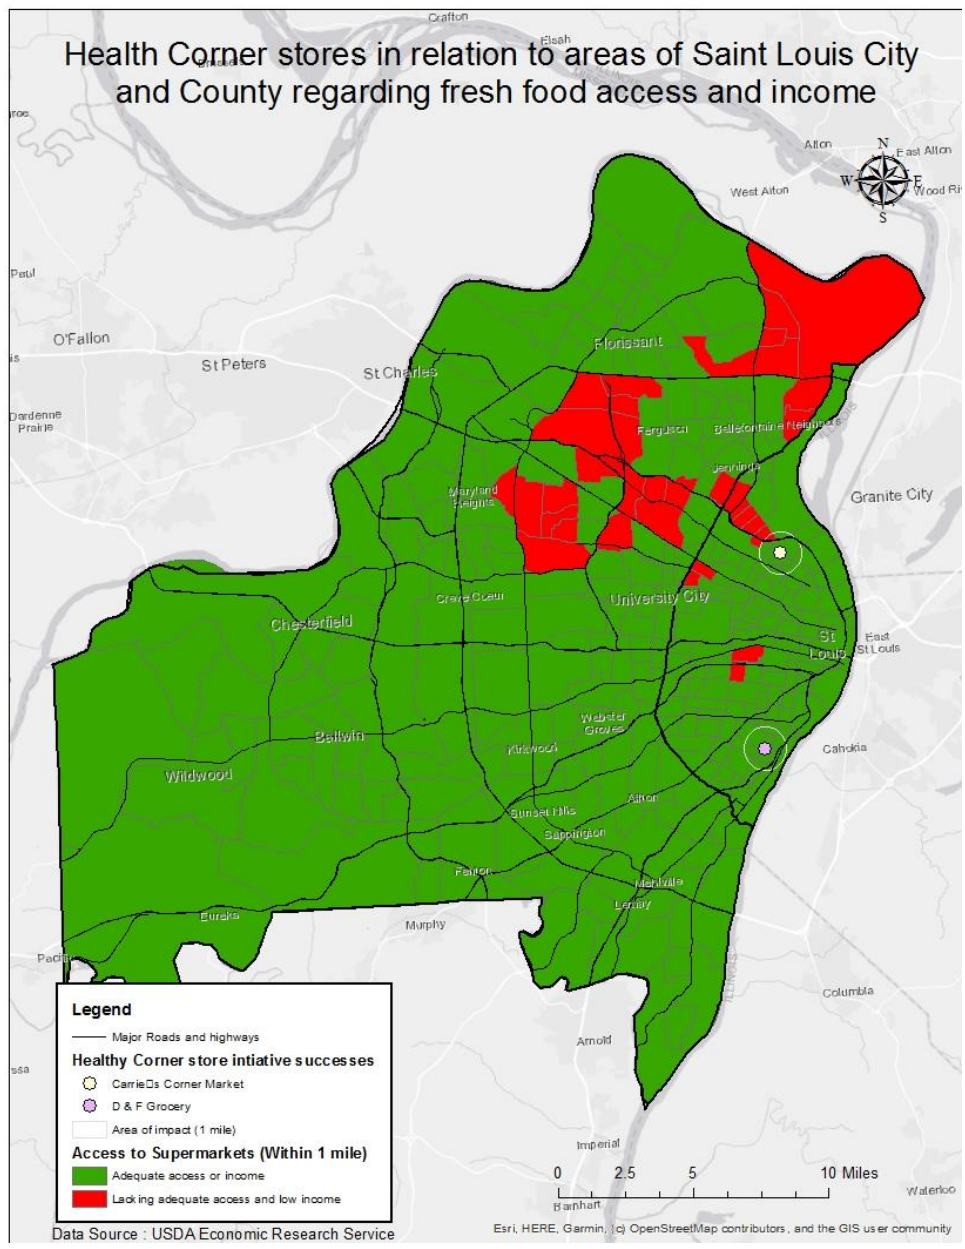 Crafton
Elsah
Health Corner stores in relation to areas of Saint Louis City
and County regarding fresh food access and income
Alton
N
East Alton
W
E
S
West Alton
Wood Riv
Paul
O'Fallon
St Peters
St Charles
Florissant
Dardenne
Prairie
Ferguson
Bellefontaine Neighbors
ILLINOIS
Jennings
Maryland
Heights
Granite City
Creve Coeur
University City
Chesterfield
St
Louis
East
St Louis
Webster
Groves
Ballwin
Kirkwood
Cahokia
Wildwood
Sunset Hills
Affton
Sappington
Fenton
Mehlville
Lemay
Eureka
Murphy
Pacific
ILLINOIS
Columbia
Legend
Major Roads and highways
Healthy Corner store intiative successes
Carrie□s Corner Market
D & F Grocery
Area of impact (1 mile)
Access to Supermarkets (Within 1 mile)
Adequate access or income
Lacking adequate access and low income
Arnold
Imperial
0 2.5 5 10 Miles
Barnhart
Waterloo
Data Source : USDA Economic Research Service
Esri, HERE, Garmin, (c) OpenStreetMap contributors, and the GIS user community